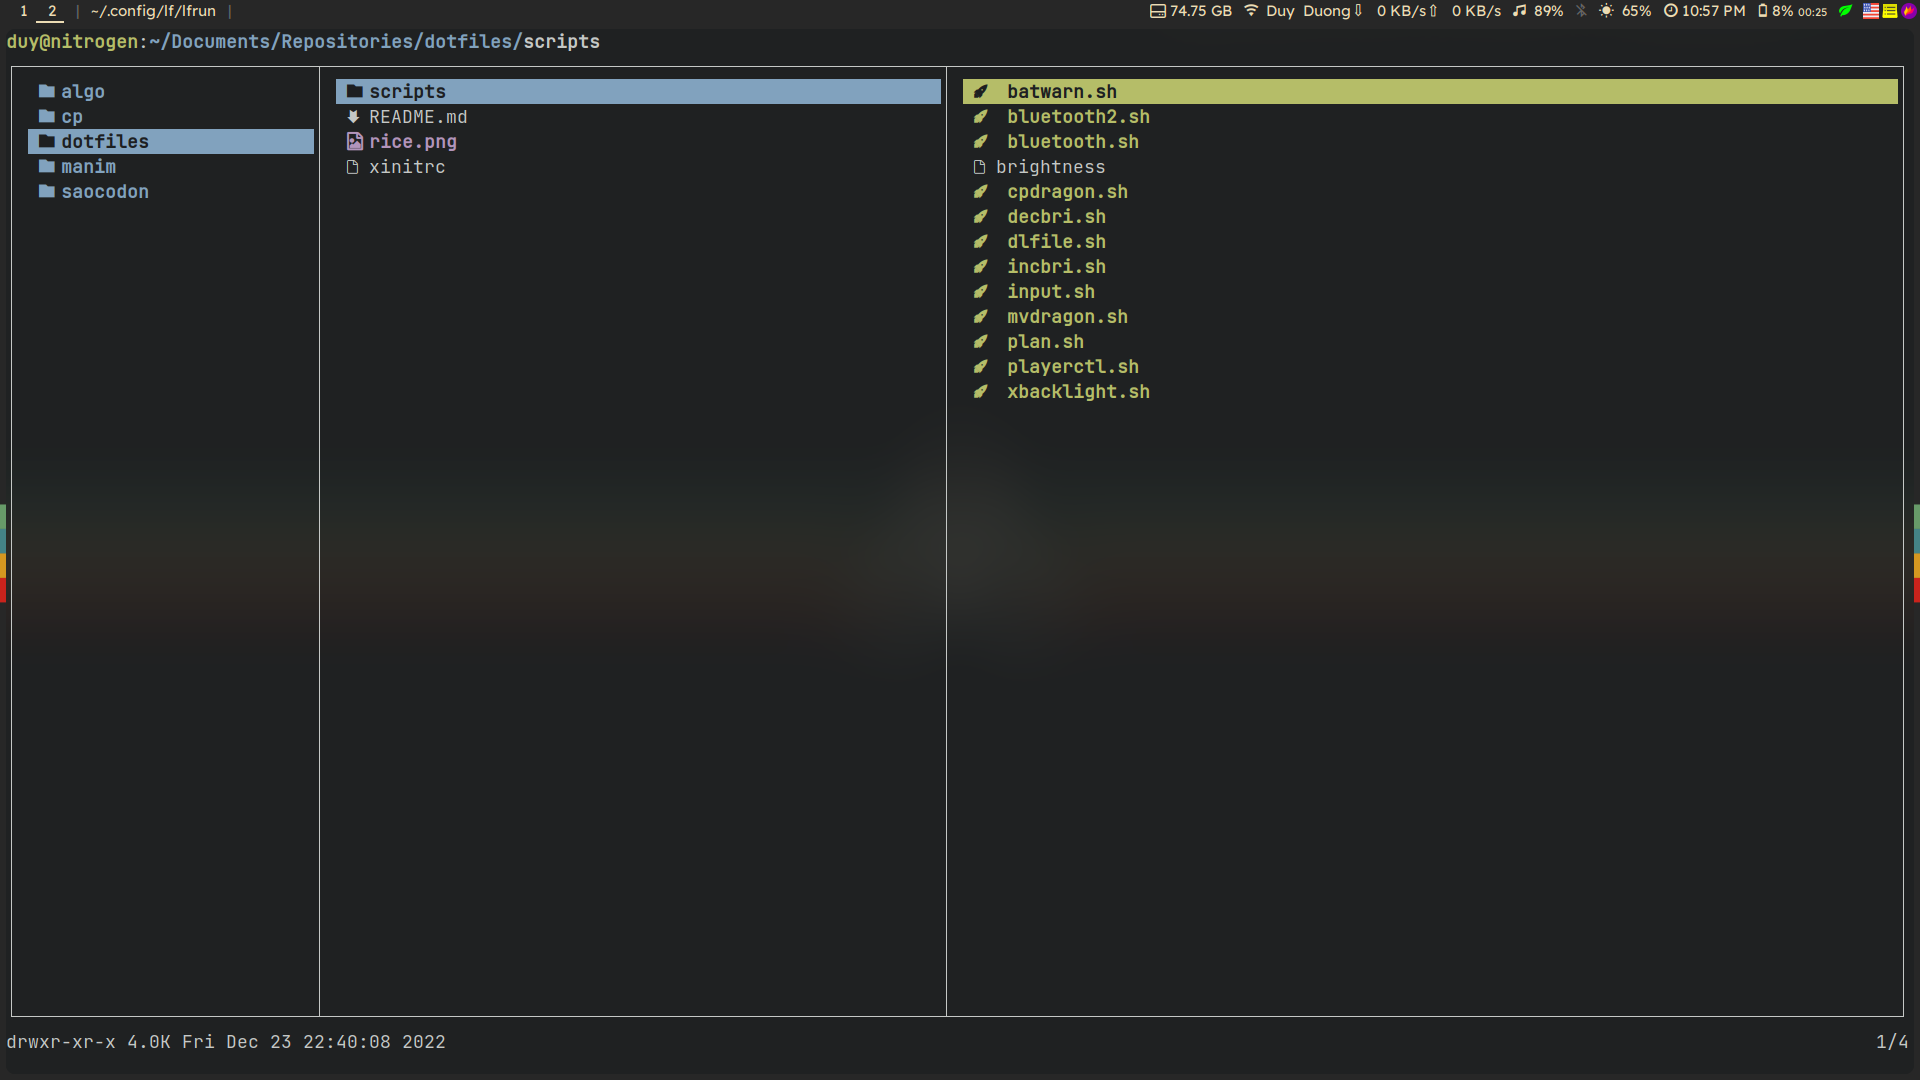 1 2 | ~/.config/lf/lfrun | 74.75 GB Duy Duong⇩ 0 KB/s⇧ 0 KB/s 89% 65% 10:57 PM 8% 00:25
duy@nitrogen:~/Documents/Repositories/dotfiles/scripts
algo
cp
dotfiles
manim
saocodon
scripts
README.md
rice.png
xinitrc
batwarn.sh
bluetooth2.sh
bluetooth.sh
brightness
cpdragon.sh
decbri.sh
dlfile.sh
incbri.sh
input.sh
mvdragon.sh
plan.sh
playerctl.sh
xbacklight.sh
drwxr-xr-x 4.0K Fri Dec 23 22:40:08 2022 1/4